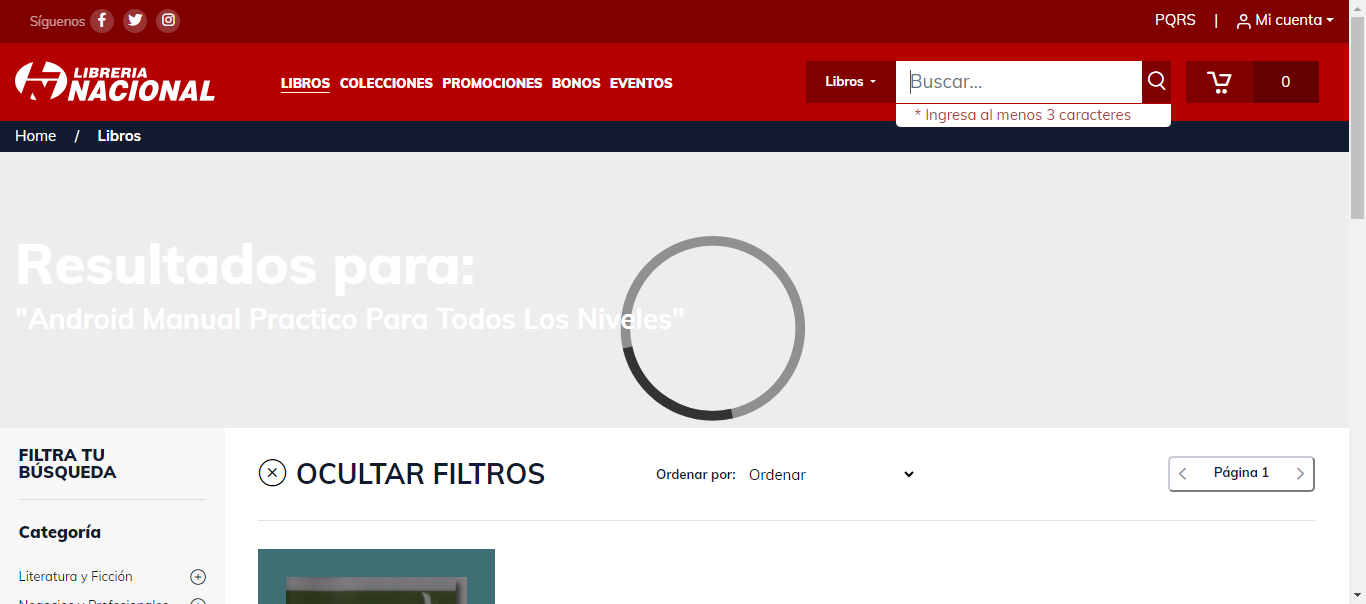 Síguenos
PQRS | Mi cuenta
LIBRERIA
NACIONAL
LIBROS COLECCIONES PROMOCIONES BONOS EVENTOS
Libros
Buscar...
0
* Ingresa al menos 3 caracteres
Home / Libros
Resultados para:
"Android Manual Practico Para Todos Los Niveles"
FILTRA TU
BÚSQUEDA
OCULTAR FILTROS
Ordenar por: Ordenar
Página 1
Categoría
Literatura y Ficción
Negocios y Profesionales